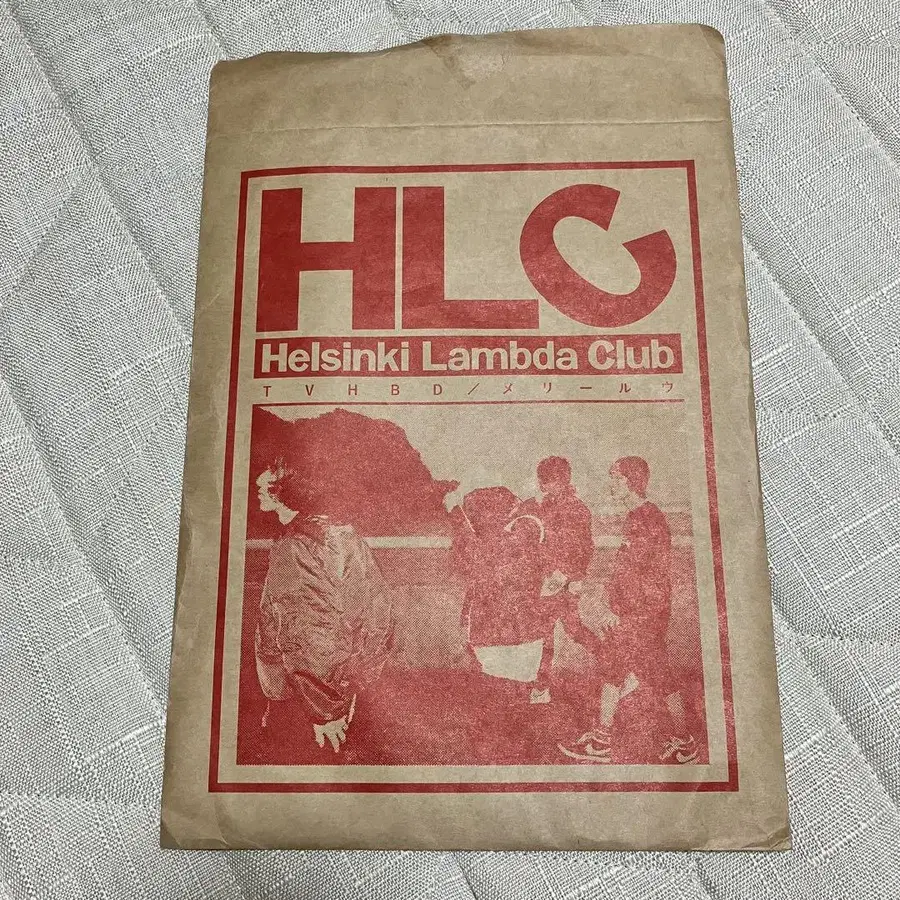 HLC
Helsinki Lambda Club
TVHBD/メリールウ